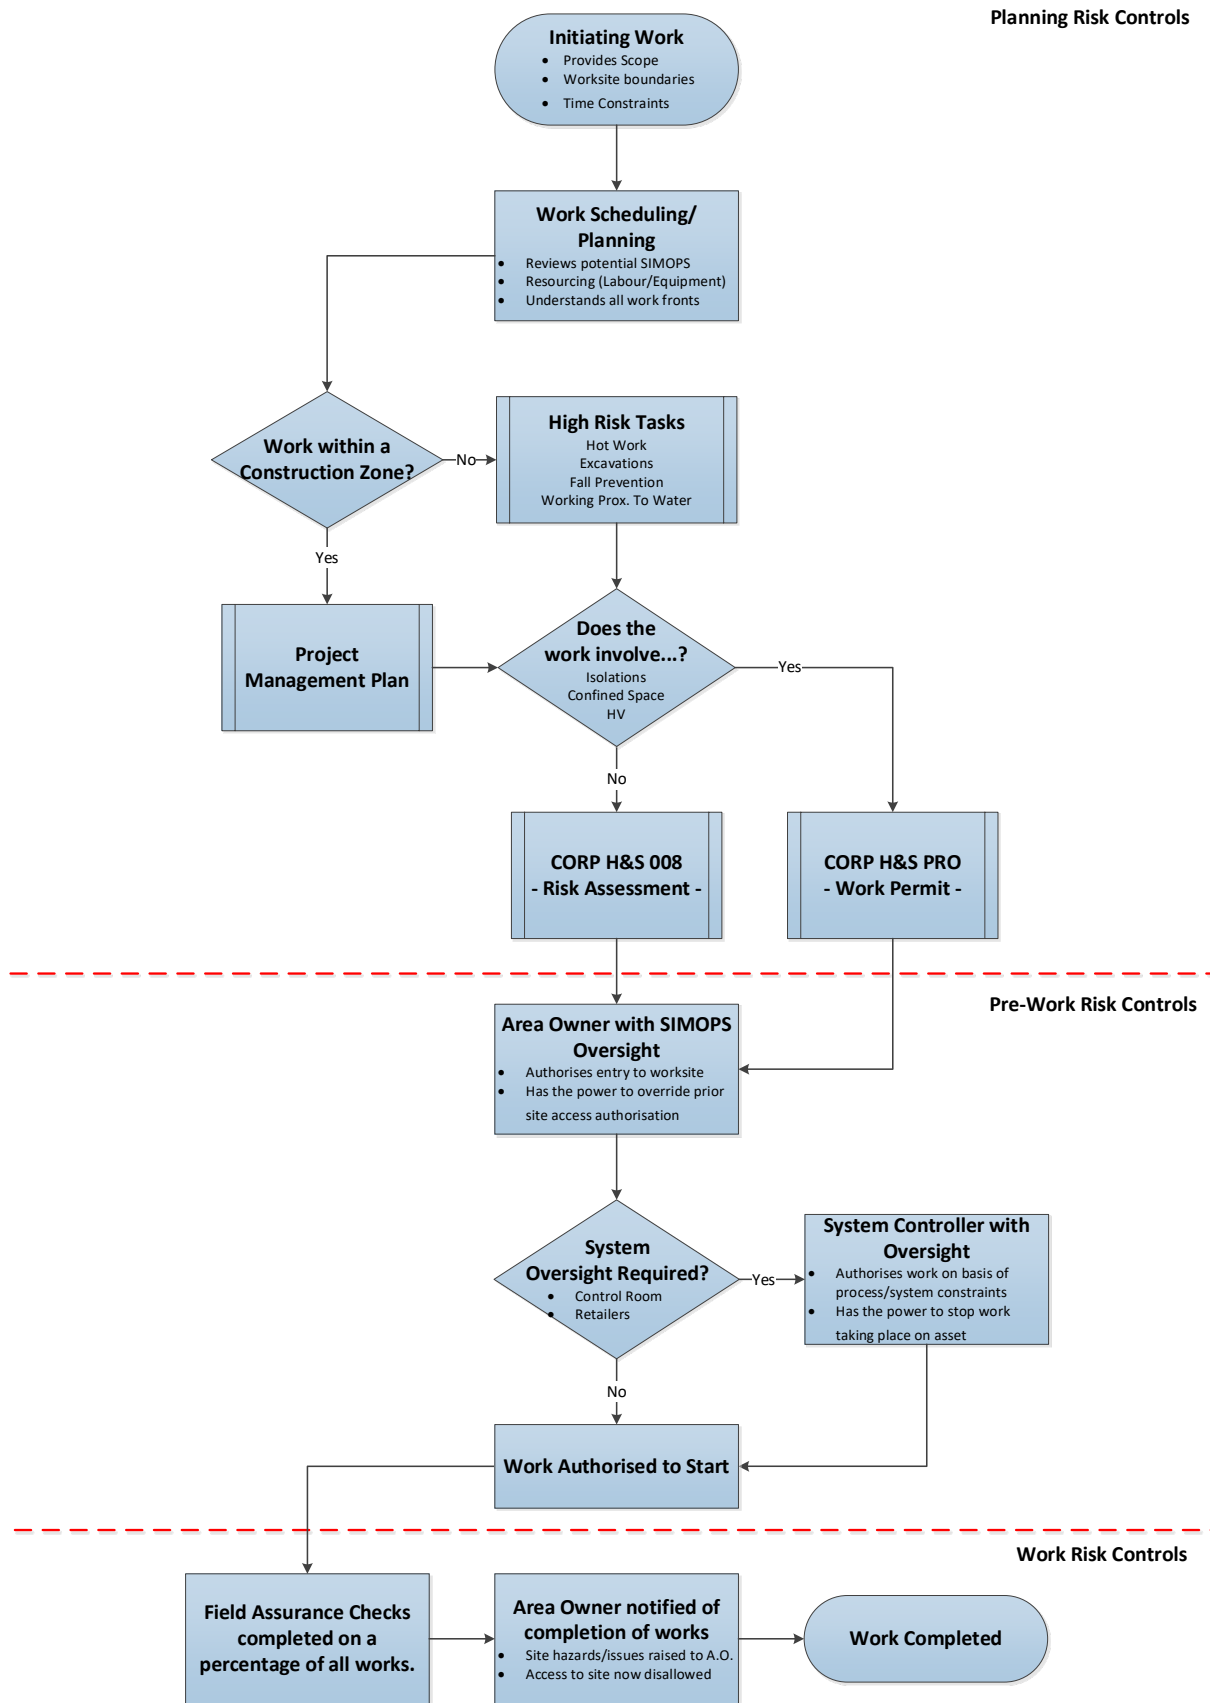 Planning Risk Controls
Initiating Work
• Provides Scope
• Worksite boundaries
• Time Constraints
Work Scheduling/
Planning
• Reviews potential SIMOPS
• Resourcing (Labour/Equipment)
• Understands all work fronts
Work within a
Construction Zone?
No
High Risk Tasks
Hot Work
Excavations
Fall Prevention
Working Prox. To Water
Yes
Project
Management Plan
Does the
work involve...?
Isolations
Confined Space
HV
Yes
No
CORP H&S 008
- Risk Assessment -
CORP H&S PRO
- Work Permit -
Pre-Work Risk Controls
Area Owner with SIMOPS
Oversight
• Authorises entry to worksite
• Has the power to override prior
site access authorisation
System
Oversight Required?
• Control Room
• Retailers
Yes
System Controller with
Oversight
• Authorises work on basis of
process/system constraints
• Has the power to stop work
taking place on asset
No
Work Authorised to Start
Work Risk Controls
Field Assurance Checks
completed on a
percentage of all works.
Area Owner notified of
completion of works
• Site hazards/issues raised to A.O.
• Access to site now disallowed
Work Completed